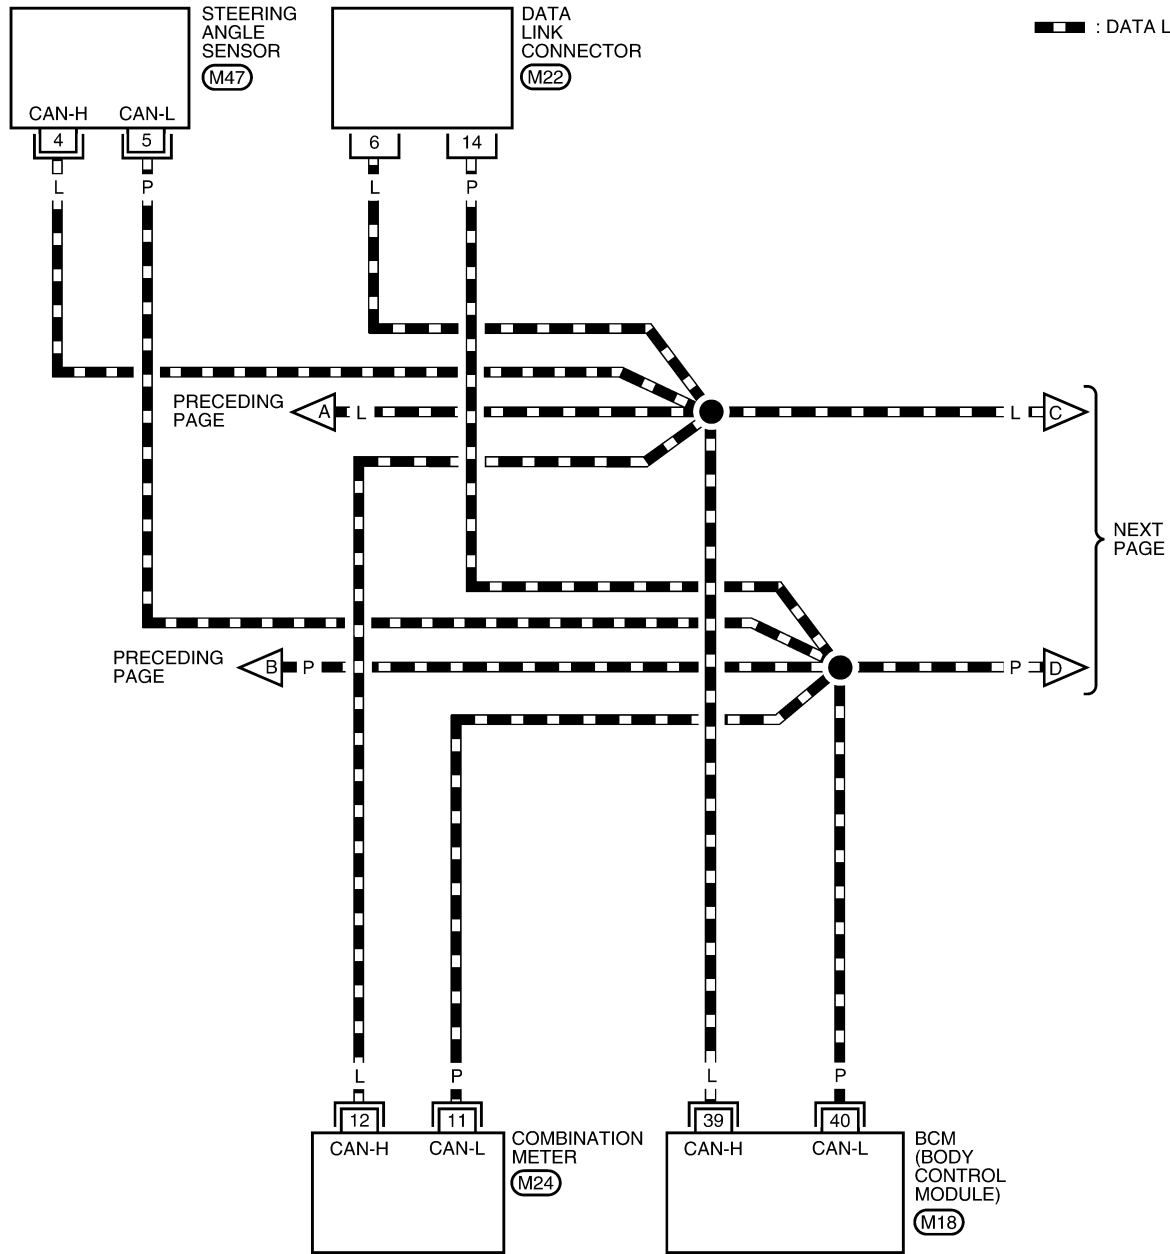 STEERING
ANGLE
SENSOR
M47
DATA
LINK
CONNECTOR
M22
: DATA L
CAN-H CAN-L
4 5 6 14
L P L P
PRECEDING
PAGE
A L L C
NEXT
PAGE
PRECEDING
PAGE
B P P D
L P L P
12 11 39 40
CAN-H CAN-L
COMBINATION
METER
M24
CAN-H CAN-L
BCM
(BODY
CONTROL
MODULE)
M18